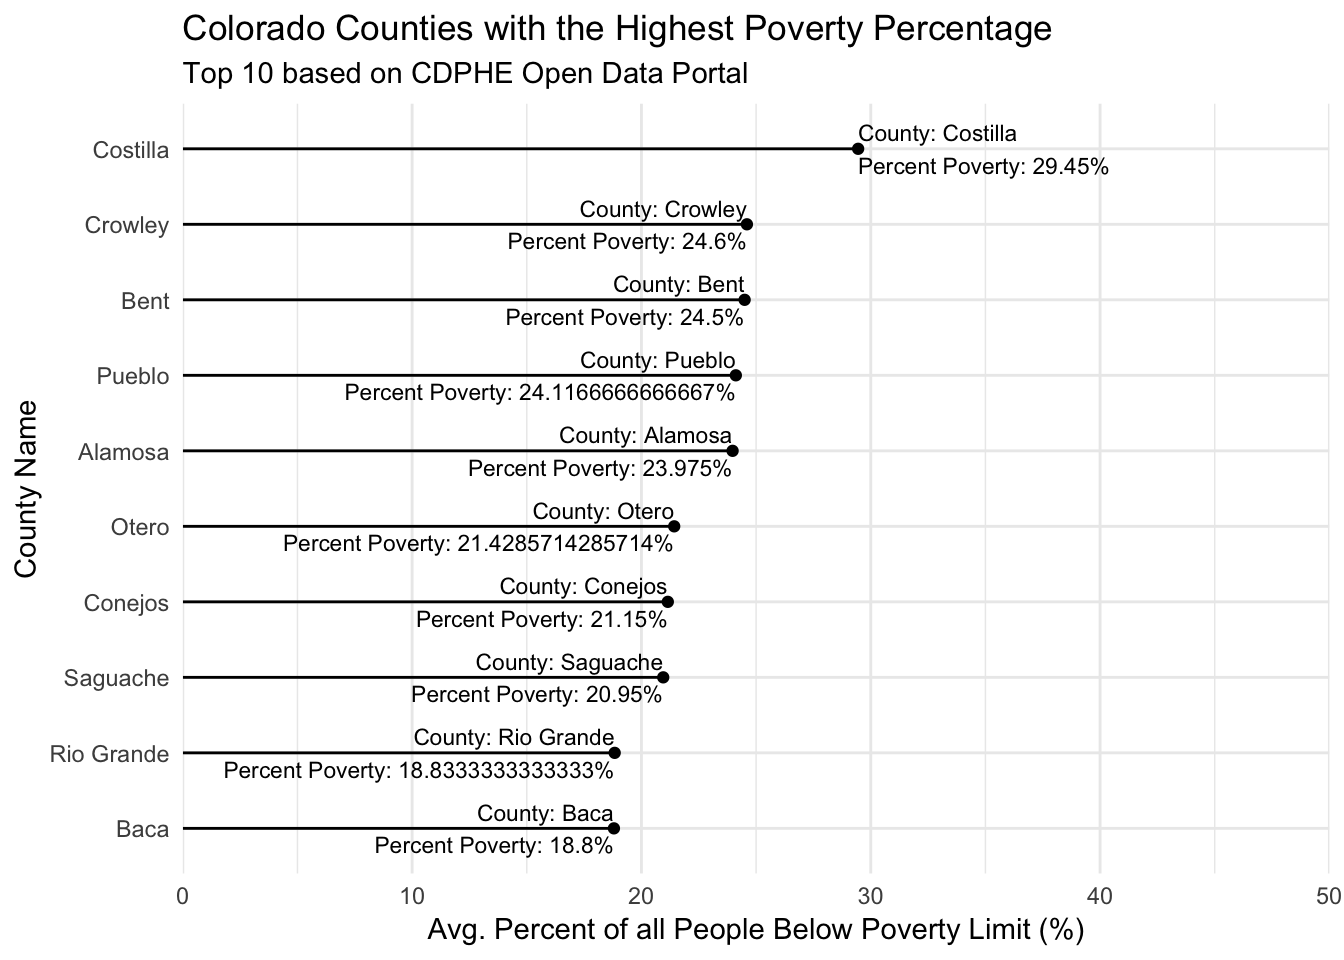 Colorado Counties with the Highest Poverty Percentage
Top 10 based on CDPHE Open Data Portal
County Name
Costilla
County: Costilla
Percent Poverty: 29.45%
Crowley
County: Crowley
Percent Poverty: 24.6%
Bent
County: Bent
Percent Poverty: 24.5%
Pueblo
County: Pueblo
Percent Poverty: 24.1166666666667%
Alamosa
County: Alamosa
Percent Poverty: 23.975%
Otero
County: Otero
Percent Poverty: 21.4285714285714%
Conejos
County: Conejos
Percent Poverty: 21.15%
Saguache
County: Saguache
Percent Poverty: 20.95%
Rio Grande
County: Rio Grande
Percent Poverty: 18.8333333333333%
Baca
County: Baca
Percent Poverty: 18.8%
0 10 20 30 40 50
Avg. Percent of all People Below Poverty Limit (%)